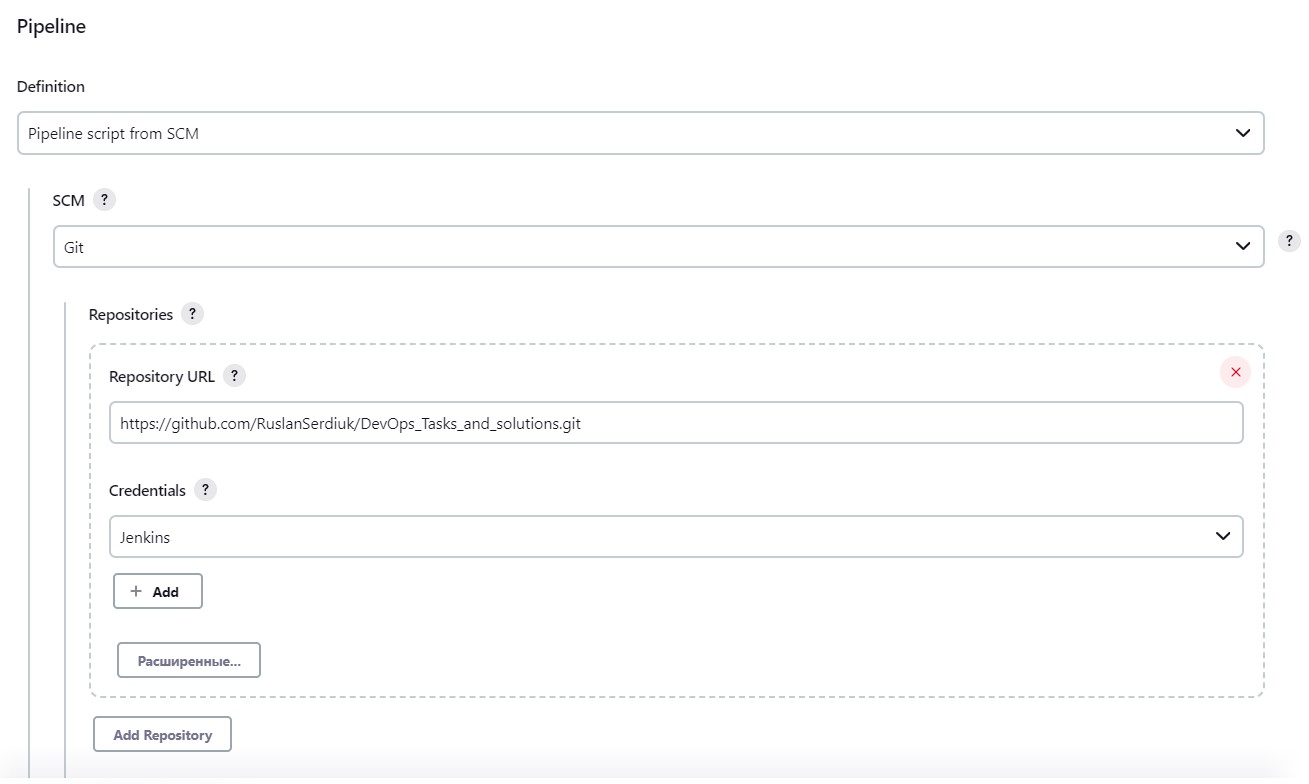 Pipeline
Definition
Pipeline script from SCM
SCM ?
Git
?
Repositories ?
Repository URL ?
https://github.com/RuslanSerdiuk/DevOps_Tasks_and_solutions.git
Credentials ?
Jenkins
+ Add
Расширенные...
Add Repository